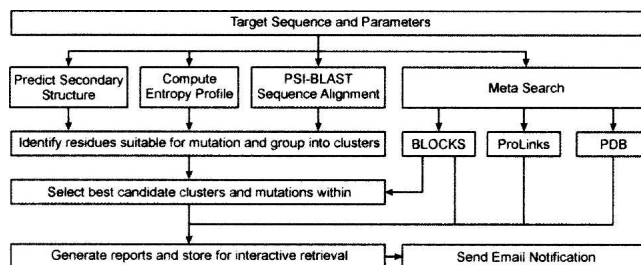 Target Sequence and Parameters
Predict Secondary
Structure
Compute
Entropy Profile
PSI-BLAST
Sequence Alignment
Meta Search
Identify residues suitable for mutation and group into clusters
BLOCKS
ProLinks
PDB
Select best candidate clusters and mutations within
Generate reports and store for interactive retrieval
Send Email Notification